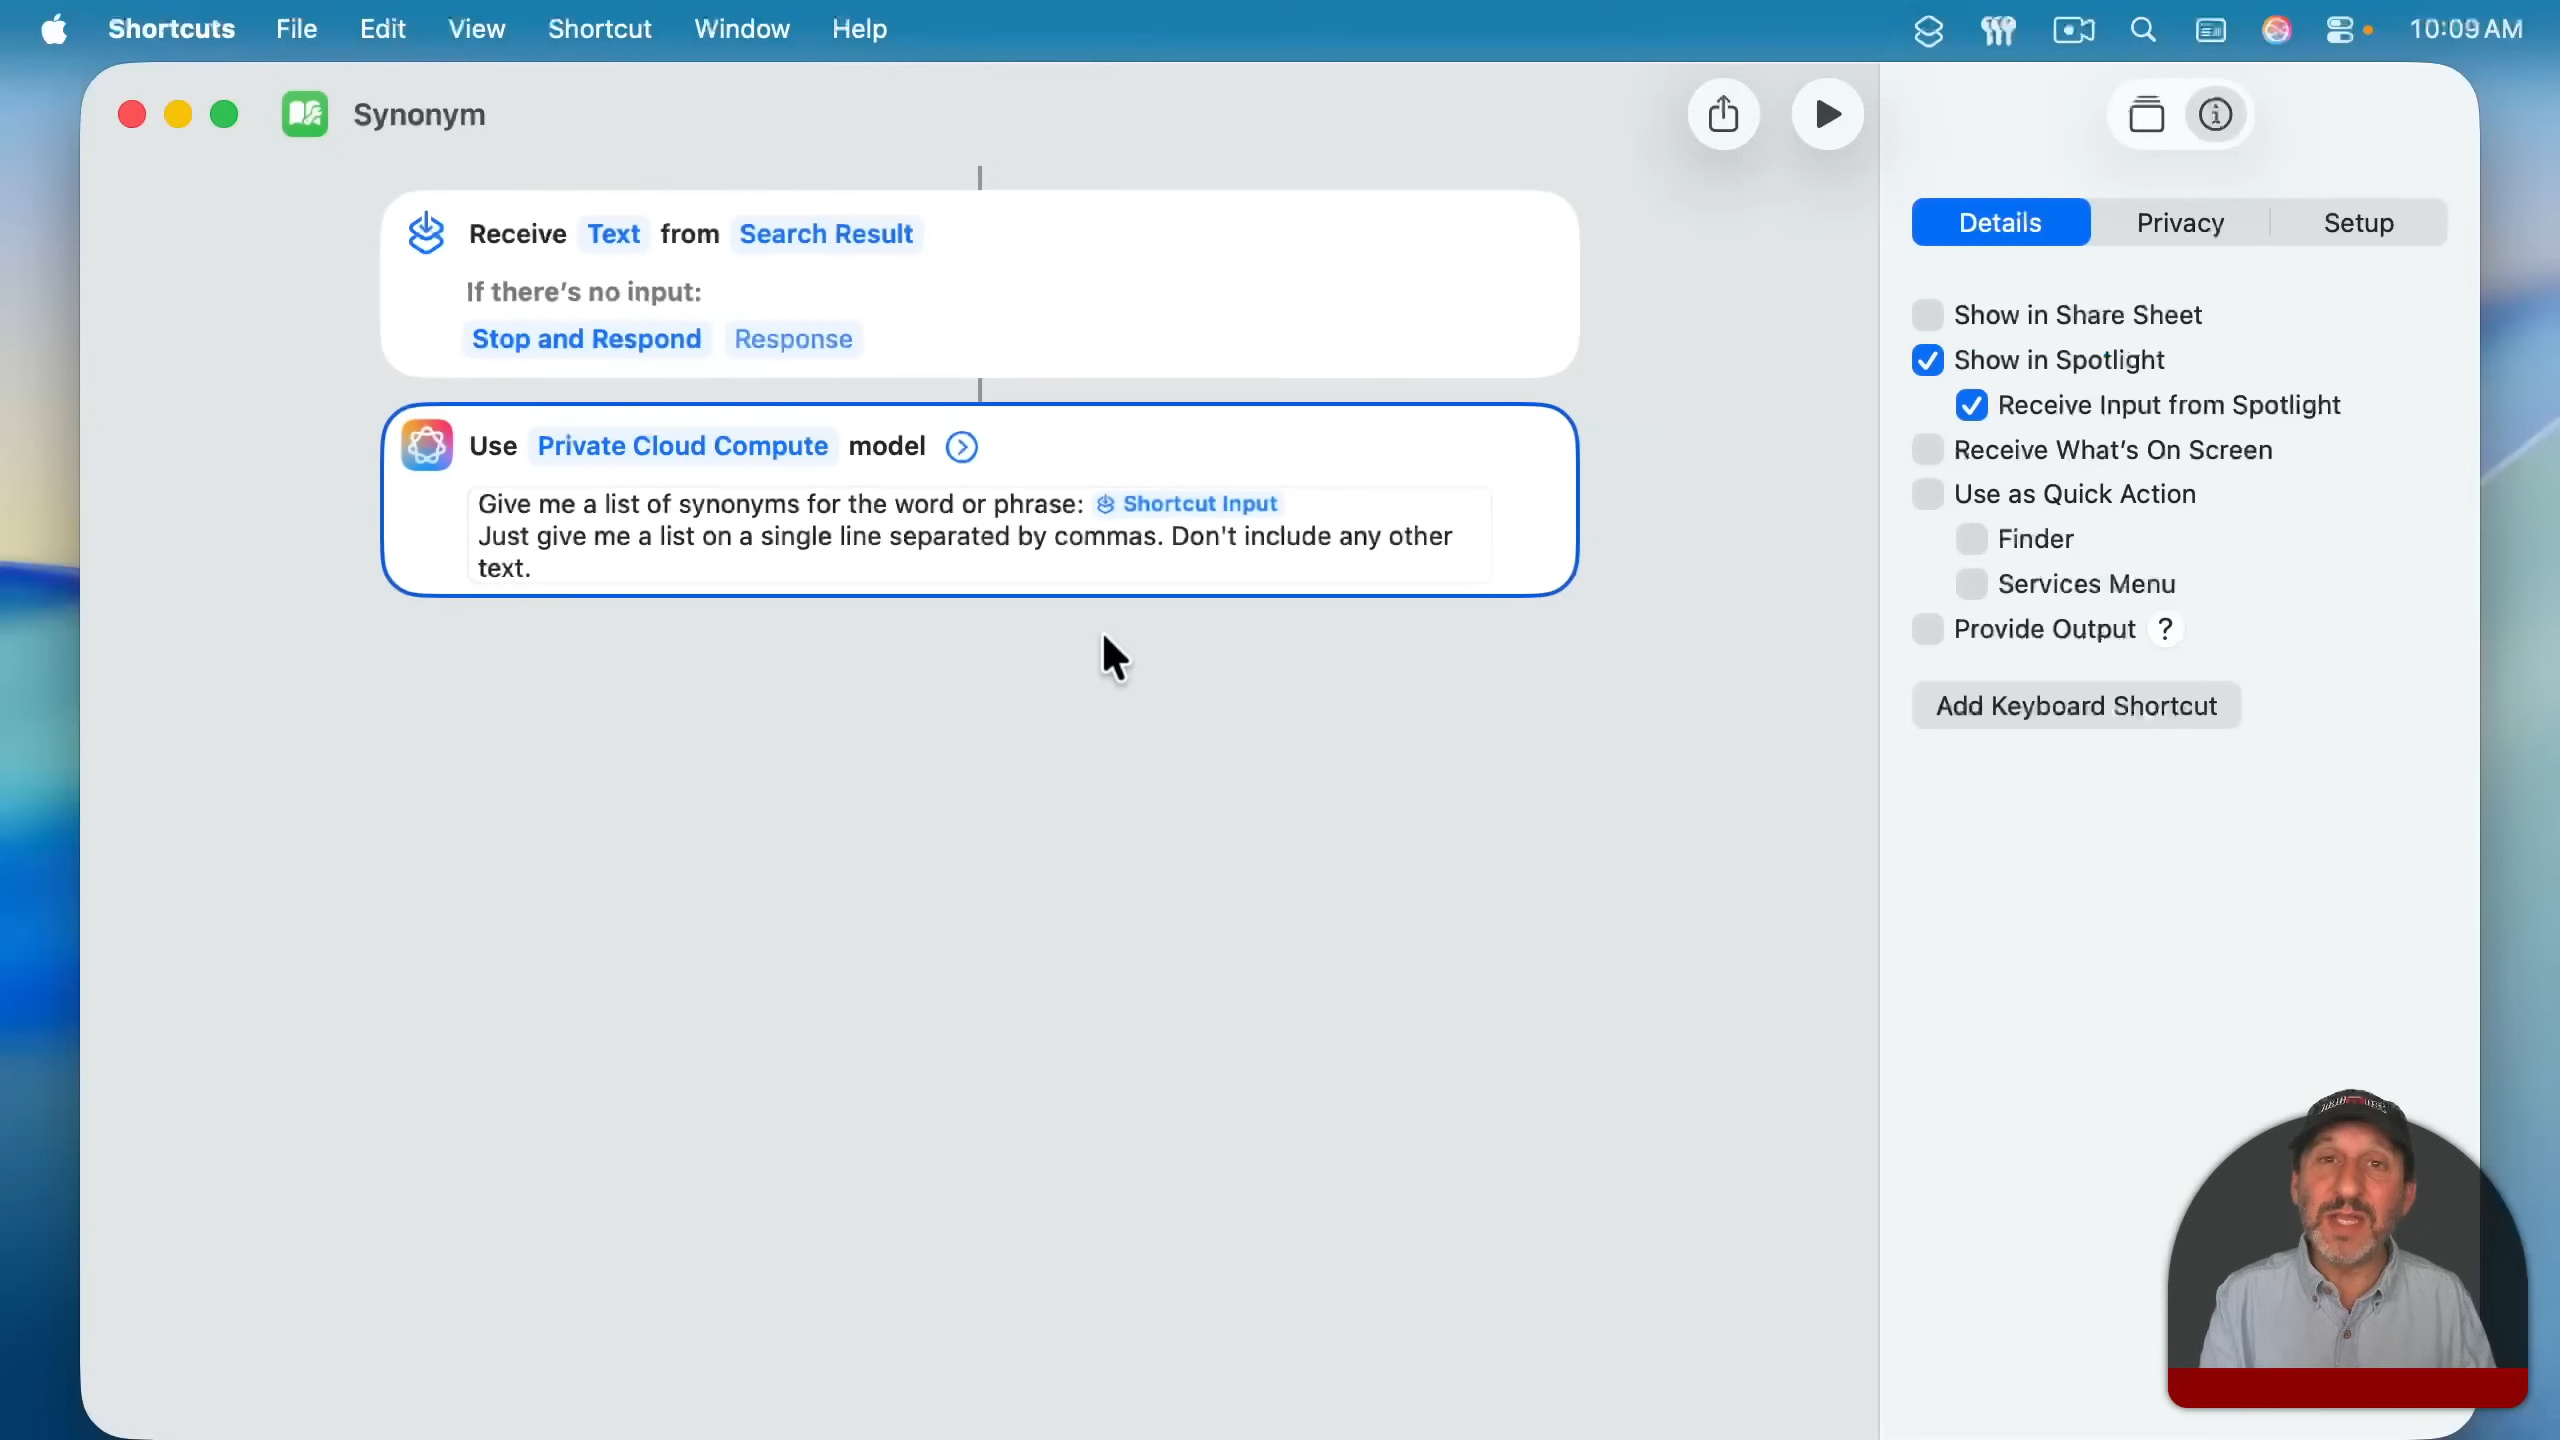 Shortcuts File Edit View Shortcut Window Help 10:09 AM
Synonym
Receive Text from Search Result
If there's no input:
Stop and Respond Response
Use Private Cloud Compute model
Give me a list of synonyms for the word or phrase: Shortcut Input
Just give me a list on a single line separated by commas. Don't include any other
text.
Details Privacy Setup
Show in Share Sheet
Show in Spotlight
Receive Input from Spotlight
Receive What's On Screen
Use as Quick Action
Finder
Services Menu
Provide Output ?
Add Keyboard Shortcut